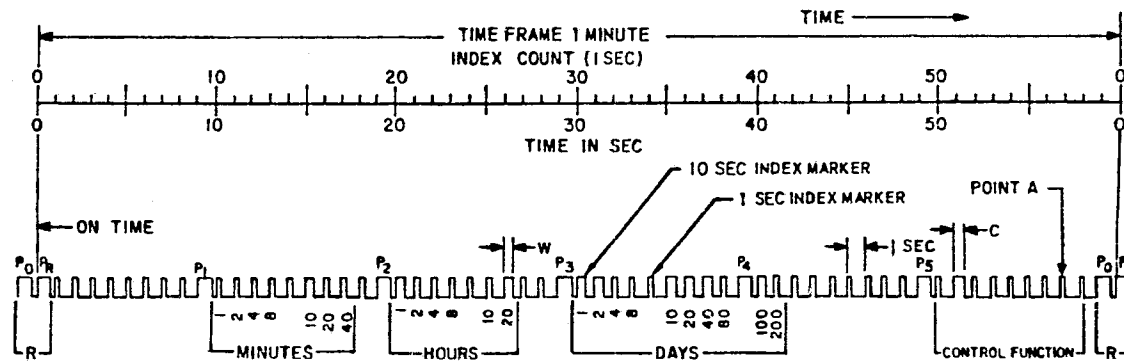 TIME
TIME FRAME 1 MINUTE
INDEX COUNT (1 SEC)
0 10 20 30 40 50 0
0 10 20 30 40 50 0
TIME IN SEC
10 SEC INDEX MARKER
1 SEC INDEX MARKER
POINT A
ON TIME
W
1 SEC
C
P0 PR P1 P2 P3 P4 P5 P0 P
1 2 4 8 10 20 40 1 2 4 8 10 20 1 2 4 8 10 20 40 80 100 200
R MINUTES HOURS DAYS CONTROL FUNCTION R